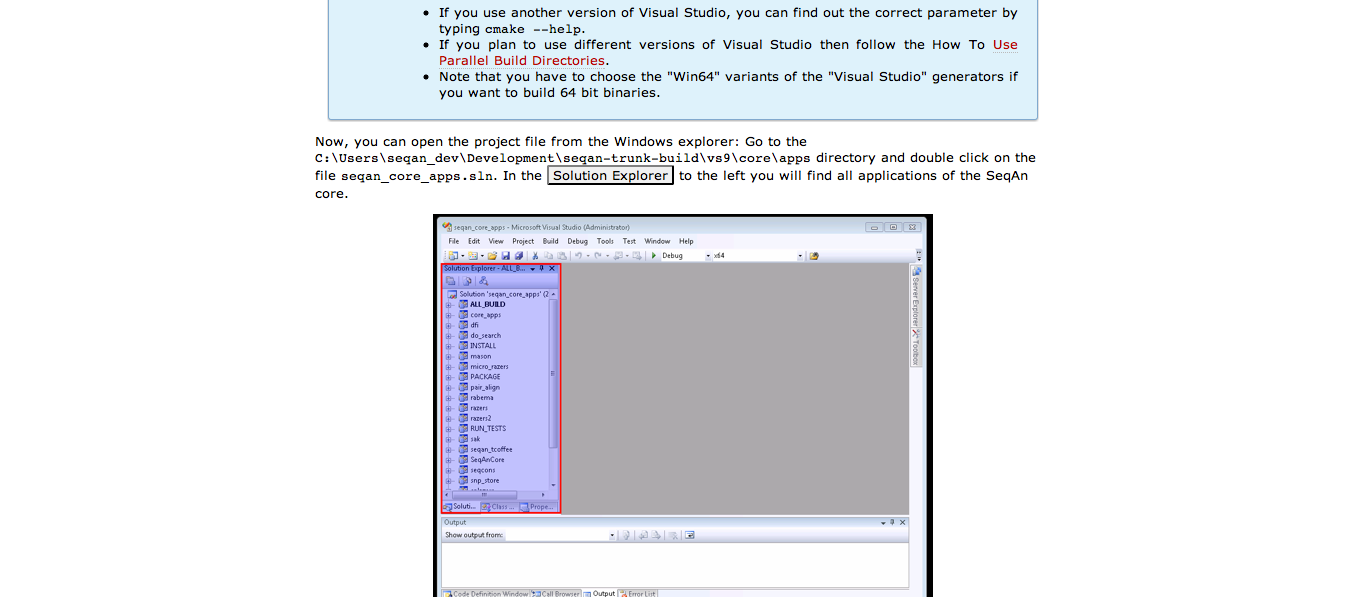 If you use another version of Visual Studio, you can find out the correct parameter by
typing cmake --help.
If you plan to use different versions of Visual Studio then follow the How To Use
Parallel Build Directories.
Note that you have to choose the "Win64" variants of the "Visual Studio" generators if
you want to build 64 bit binaries.
Now, you can open the project file from the Windows explorer: Go to the
C:\Users\seqan_dev\Development\seqan-trunk-build\vs9\core\apps directory and double click on the
file seqan_core_apps.sln. In the Solution Explorer to the left you will find all applications of the SeqAn
core.
seqan_core_apps - Microsoft Visual Studio (Administrator)
File Edit View Project Build Debug Tools Test Window Help
Debug x64
Solution Explorer - ALL_B...
Solution 'seqan_core_apps' (2
ALL_BUILD
core_apps
dfi
do_search
INSTALL
mason
micro_razers
PACKAGE
pair_align
rabema
razers
razers2
RUN_TESTS
sak
seqan_tcoffee
SeqAnCore
seqcons
snp_store
Soluti... Class ... Prope...
Server Explorer
Toolbox
Output
Show output from:
Code Definition Window Call Browser Output Error List